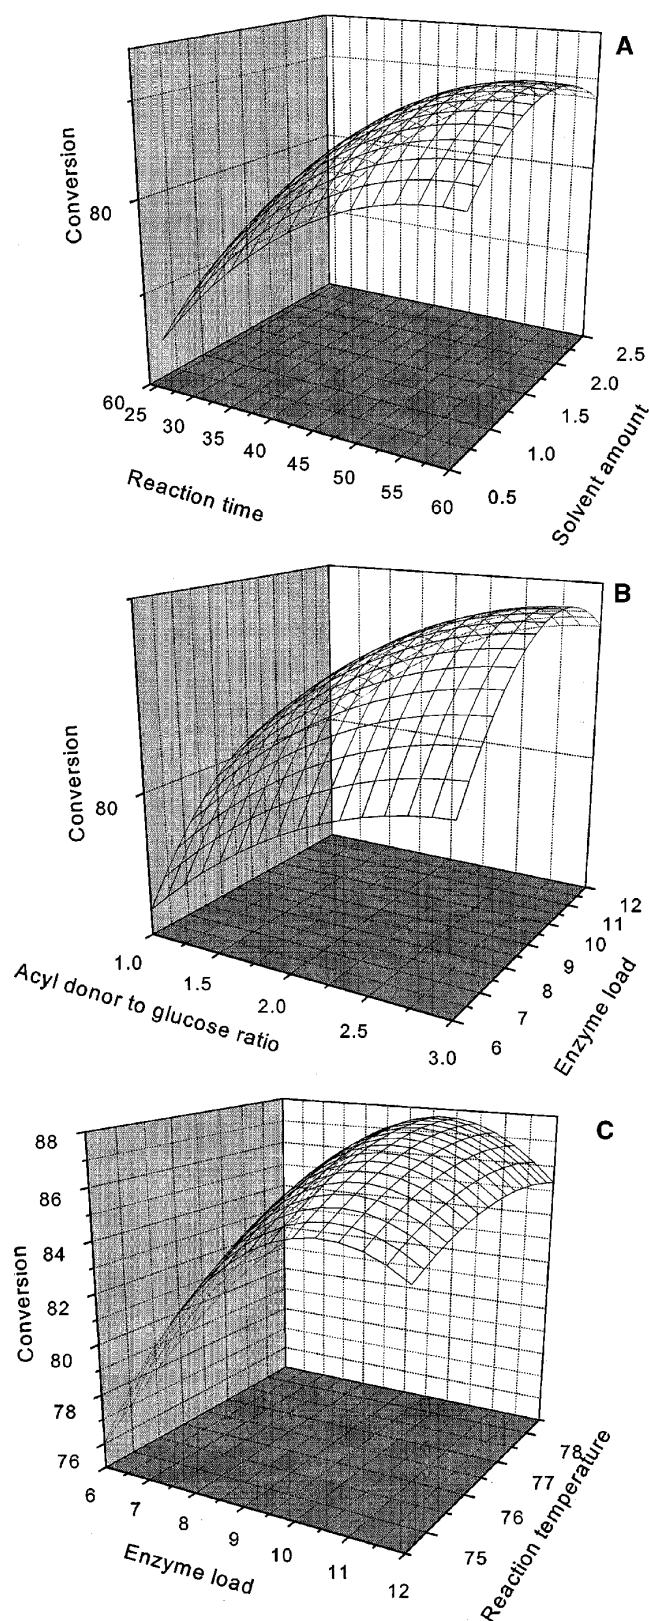 A
Conversion
80
60
25 30 35 40 45 50 55 60
Reaction time
0.5 1.0 1.5 2.0 2.5
Solvent amount
B
Conversion
80
1.0 1.5 2.0 2.5 3.0
Acyl donor to glucose ratio
6 7 8 9 10 11 12
Enzyme load
C
Conversion
88
86
84
82
80
78
76
6 7 8 9 10 11 12
Enzyme load
75 76 77 78
Reaction temperature